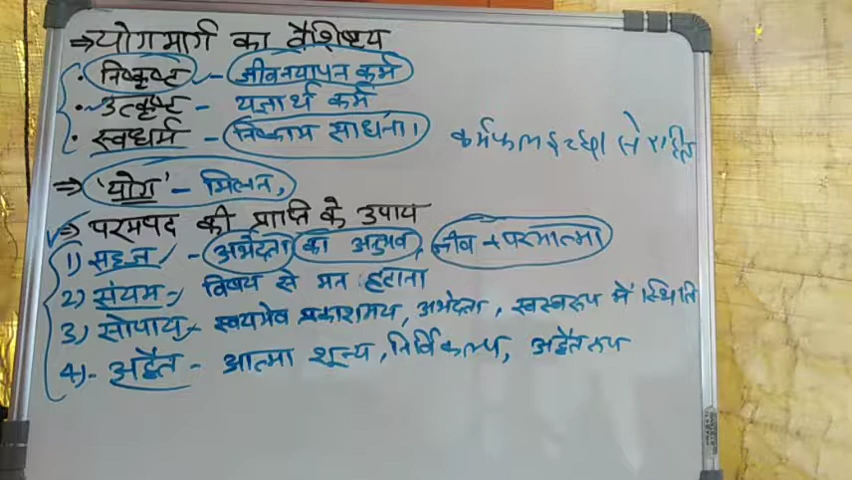 ⇒ योगमार्ग का वैशिष्टय
· निष्कृष्ट - जीवनयापन कर्म
· उत्कृष्ट - यज्ञार्थ कर्म
· स्वधर्म - निष्काम साधना। कर्मफल इच्छा से रहित
⇒ 'योग' - मिलन,
⇒ परमपद की प्राप्ति के उपाय
1) सहज - अभेदता का अनुभव, जीव + परमात्मा
2) संयम - विषय से मन हटाना
3) सोपाय - स्वयमेव प्रकाशमय, अभेदता, स्वस्वरूप में स्थिति
4) - अद्वैत - आत्मा शून्य, निर्विकल्प, अद्वैतरूप